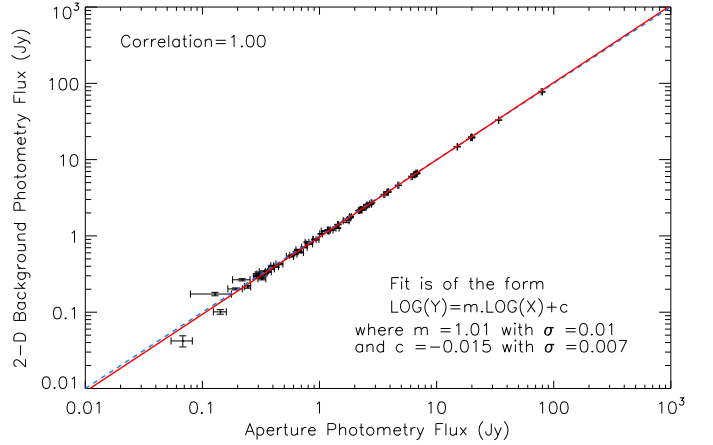 10³
Correlation=1.00
100
10
1
0.1
0.01
2-D Background Photometry Flux (Jy)
Fit is of the form
LOG(Y)=m.LOG(X)+c
where m =1.01 with σ =0.01
and c =-0.015 with σ =0.007
0.01 0.1 1 10 100 10³
Aperture Photometry Flux (Jy)